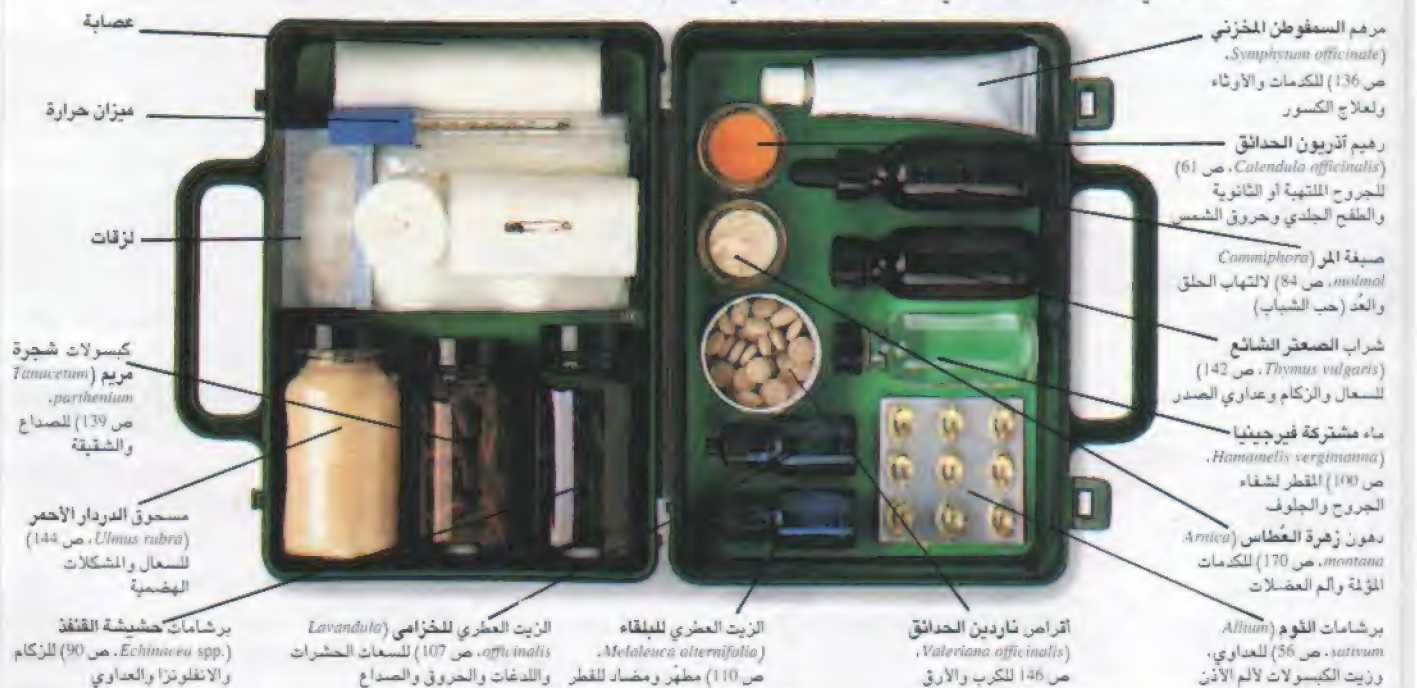 مرهم السمفوطن المخزني
(Symphytum officinale،
ص 136) للكدمات والأوثاء
ولعلاج الكسور
رهيم آذريون الحدائق
(Calendula officinalis، ص 61)
للجروح الملتهبة أو الثانوية
والطفح الجلدي وحروق الشمس
صبغة المر (Commiphora
molmol، ص 84) لالتهاب الحلق
والعُد (حب الشباب)
شراب الصعتر الشائع
(Thymus vulgaris، ص 142)
للسعال والزكام وعداوي الصدر
ماء مشتركة فيرجينيا
(Hamamelis verginianna،
ص 100) المقطر لشفاء
الجروح والجلوف
دهون زهرة العُطاس (Arnica
montana، ص 170) للكدمات
المؤلمة وألم العضلات
برشامات الثوم (Allium
sativum، ص 56) للعداوي،
وزيت الكبسولات لألم الأذن
عصابة
ميزان حرارة
لزقات
كبسولات شجرة
مريم (Tanacetum
parthenium،
ص 139) للصداع
والشقيقة
مسحوق الدردار الأحمر
(Ulmus rubra، ص 144)
للسعال والمشكلات
الهضمية
برشامات حشيشة القنفذ
(Echinacea spp.، ص 90) للزكام
والانفلونزا والعداوي
الزيت العطري للخزامى (Lavandula
officinalis، ص 107) للسعات الحشرات
واللدغات والحروق والصداع
الزيت العطري للبلقاء
(Melaleuca alternifolia،
ص 110) مطهّر ومضاد للفطر
أقراص ناردين الحدائق
(Valeriana officinalis،
ص 146 للكرب والأرق